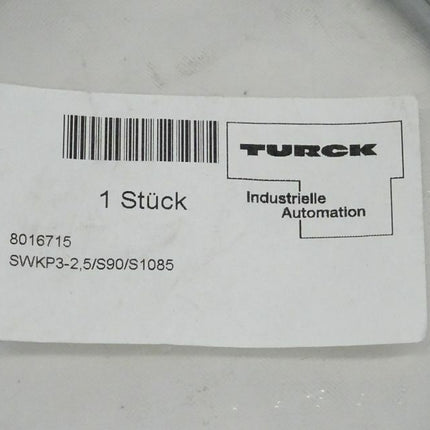 TURCK
Industrielle
Automation
1 Stück
8016715
SWKP3-2,5/S90/S1085